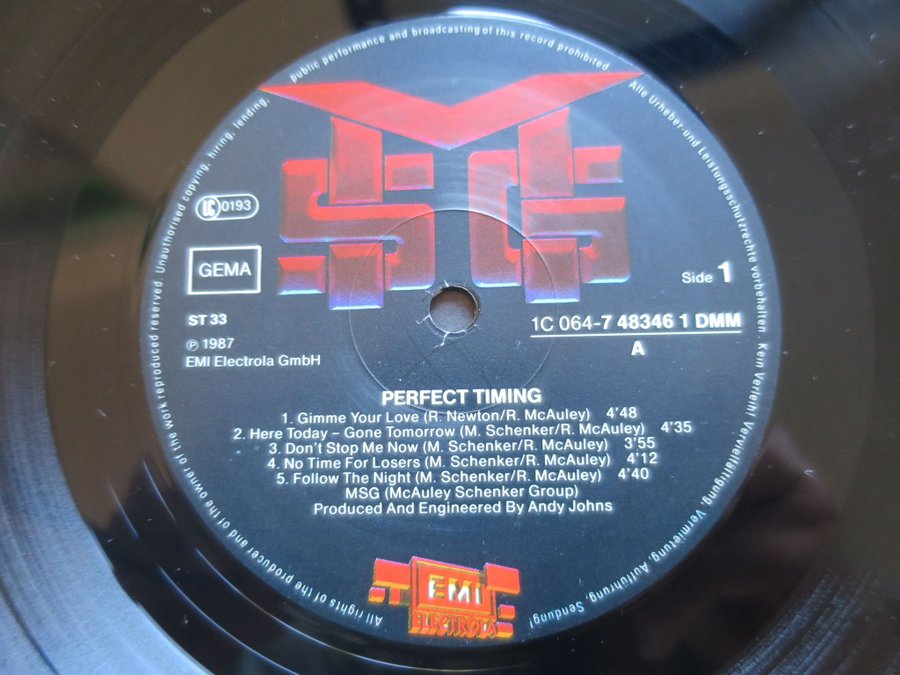 Unauthorised copying, hiring, lending, public performance and broadcasting of this record prohibited.
Alle Urheber-und Leistungsschutzrechte vorbehalten. Kein Verleih! Vervielfältigung, Vermietung, Aufführung, Sendung!
All rights of the producer and of the owner of the work reproduced reserved.
MSG
LC 0193
GEMA
Side 1
ST 33
1C 064-7 48346 1 DMM
A
℗ 1987
EMI Electrola GmbH
PERFECT TIMING
1. Gimme Your Love (R. Newton/R. McAuley) 4'48
2. Here Today – Gone Tomorrow (M. Schenker/R. McAuley) 4'35
3. Don't Stop Me Now (M. Schenker/R. McAuley) 3'55
4. No Time For Losers (M. Schenker/R. McAuley) 4'12
5. Follow The Night (M. Schenker/R. McAuley) 4'40
MSG (McAuley Schenker Group)
Produced And Engineered By Andy Johns
EMI
ELECTROLA